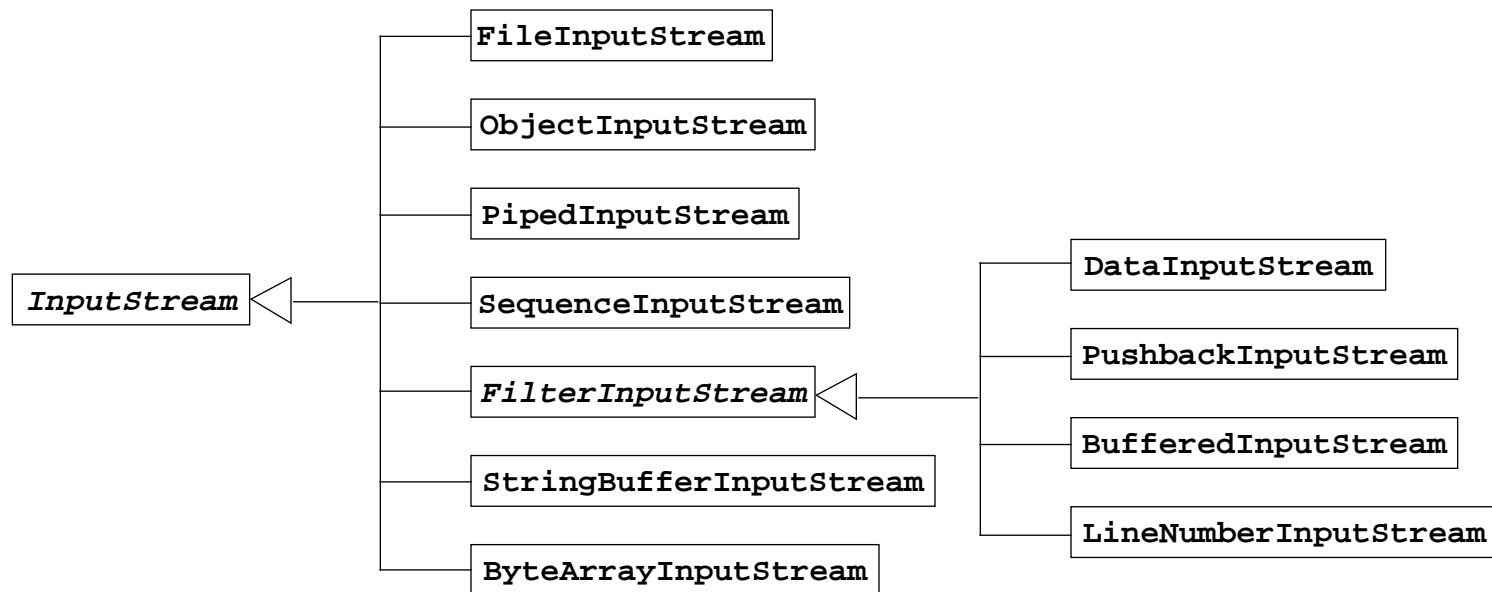 FileInputStream
ObjectInputStream
PipedInputStream
InputStream
SequenceInputStream
FilterInputStream
StringBufferInputStream
ByteArrayInputStream
DataInputStream
PushbackInputStream
BufferedInputStream
LineNumberInputStream